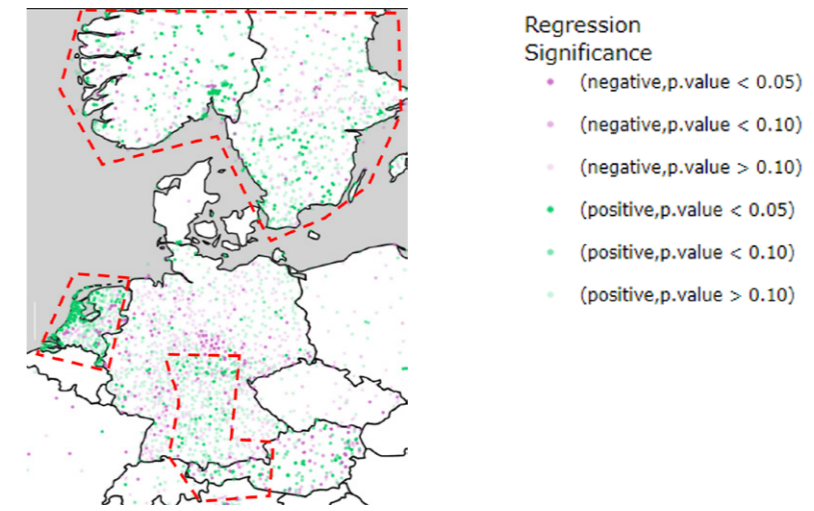 Regression
Significance
(negative,p.value < 0.05)
(negative,p.value < 0.10)
(negative,p.value > 0.10)
(positive,p.value < 0.05)
(positive,p.value < 0.10)
(positive,p.value > 0.10)